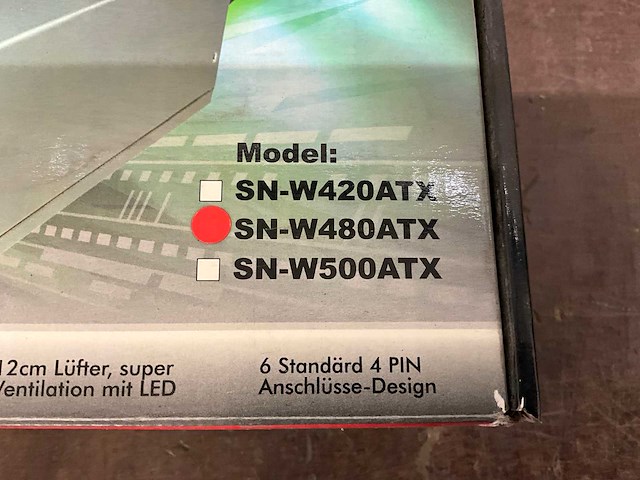 Model:
SN-W420ATX
SN-W480ATX
SN-W500ATX
12cm Lüfter, super
Ventilation mit LED
6 Standärd 4 PIN
Anschlüsse-Design